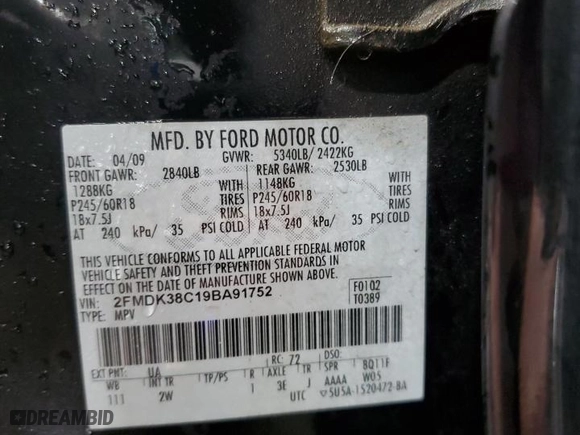 MFD. BY FORD MOTOR CO.
DATE: 04/09 GVWR: 5340LB/ 2422KG
FRONT GAWR: 2840LB REAR GAWR: 2530LB
1288KG WITH 1148KG WITH
P245/60R18 TIRES P245/60R18 TIRES
18x7.5J RIMS 18x7.5J RIMS
AT 240 kPa/ 35 PSI COLD AT 240 kPa/ 35 PSI COLD
THIS VEHICLE CONFORMS TO ALL APPLICABLE FEDERAL MOTOR
VEHICLE SAFETY AND THEFT PREVENTION STANDARDS IN
EFFECT ON THE DATE OF MANUFACTURE SHOWN ABOVE.
VIN: 2FMDK38C19BA91752 F0102
TYPE: MPV T0389
EXT PNT: UA RC: 72 DSO:
WB INT TR TP/PS R AXLE TR SPR BQ11F
111 2W I 3E J AAAA W05
UTC ▽5U5A-1520472-BA
DREAMBID